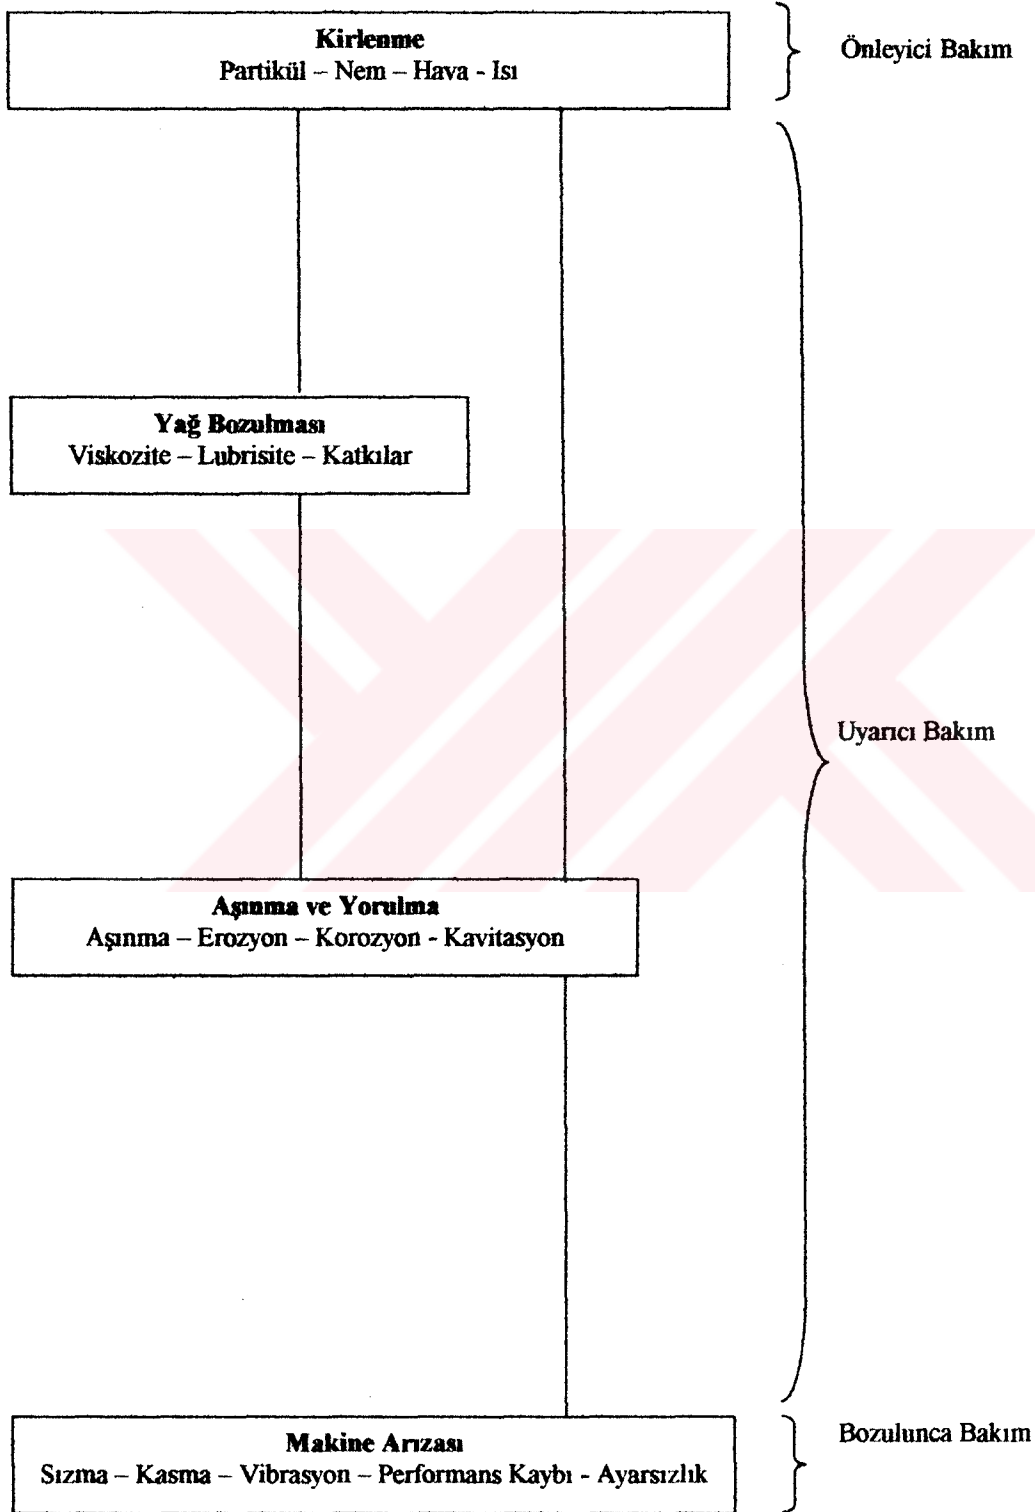 Kirlenme
Partikül – Nem – Hava - Isı
Önleyici Bakım
Yağ Bozulması
Viskozite – Lubrisite – Katkılar
Uyarıcı Bakım
Aşınma ve Yorulma
Aşınma – Erozyon – Korozyon - Kavitasyon
Makine Arızası
Sızma – Kasma – Vibrasyon – Performans Kaybı - Ayarsızlık
Bozulunca Bakım